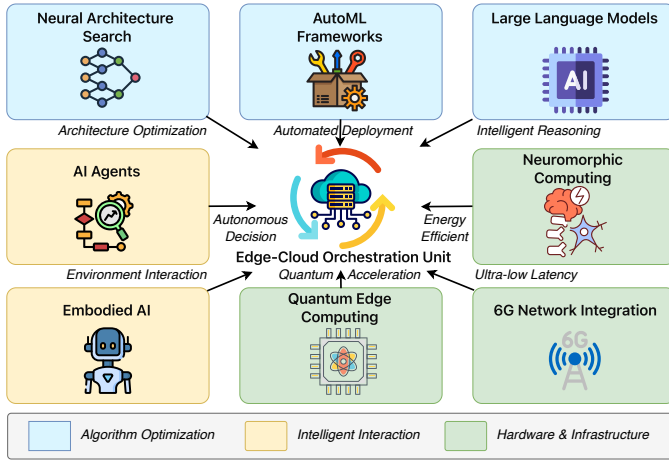 Neural Architecture
Search
AutoML
Frameworks
Large Language Models
AI
Architecture Optimization
Automated Deployment
Intelligent Reasoning
AI Agents
Neuromorphic
Computing
Autonomous
Decision
Energy
Efficient
Edge-Cloud Orchestration Unit
Environment Interaction
Quantum
Acceleration
Ultra-low Latency
Embodied AI
Quantum Edge
Computing
6G Network Integration
6G
Algorithm Optimization
Intelligent Interaction
Hardware & Infrastructure